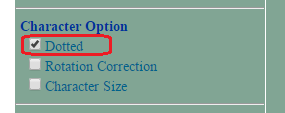 Character Option
Dotted
Rotation Correction
Character Size